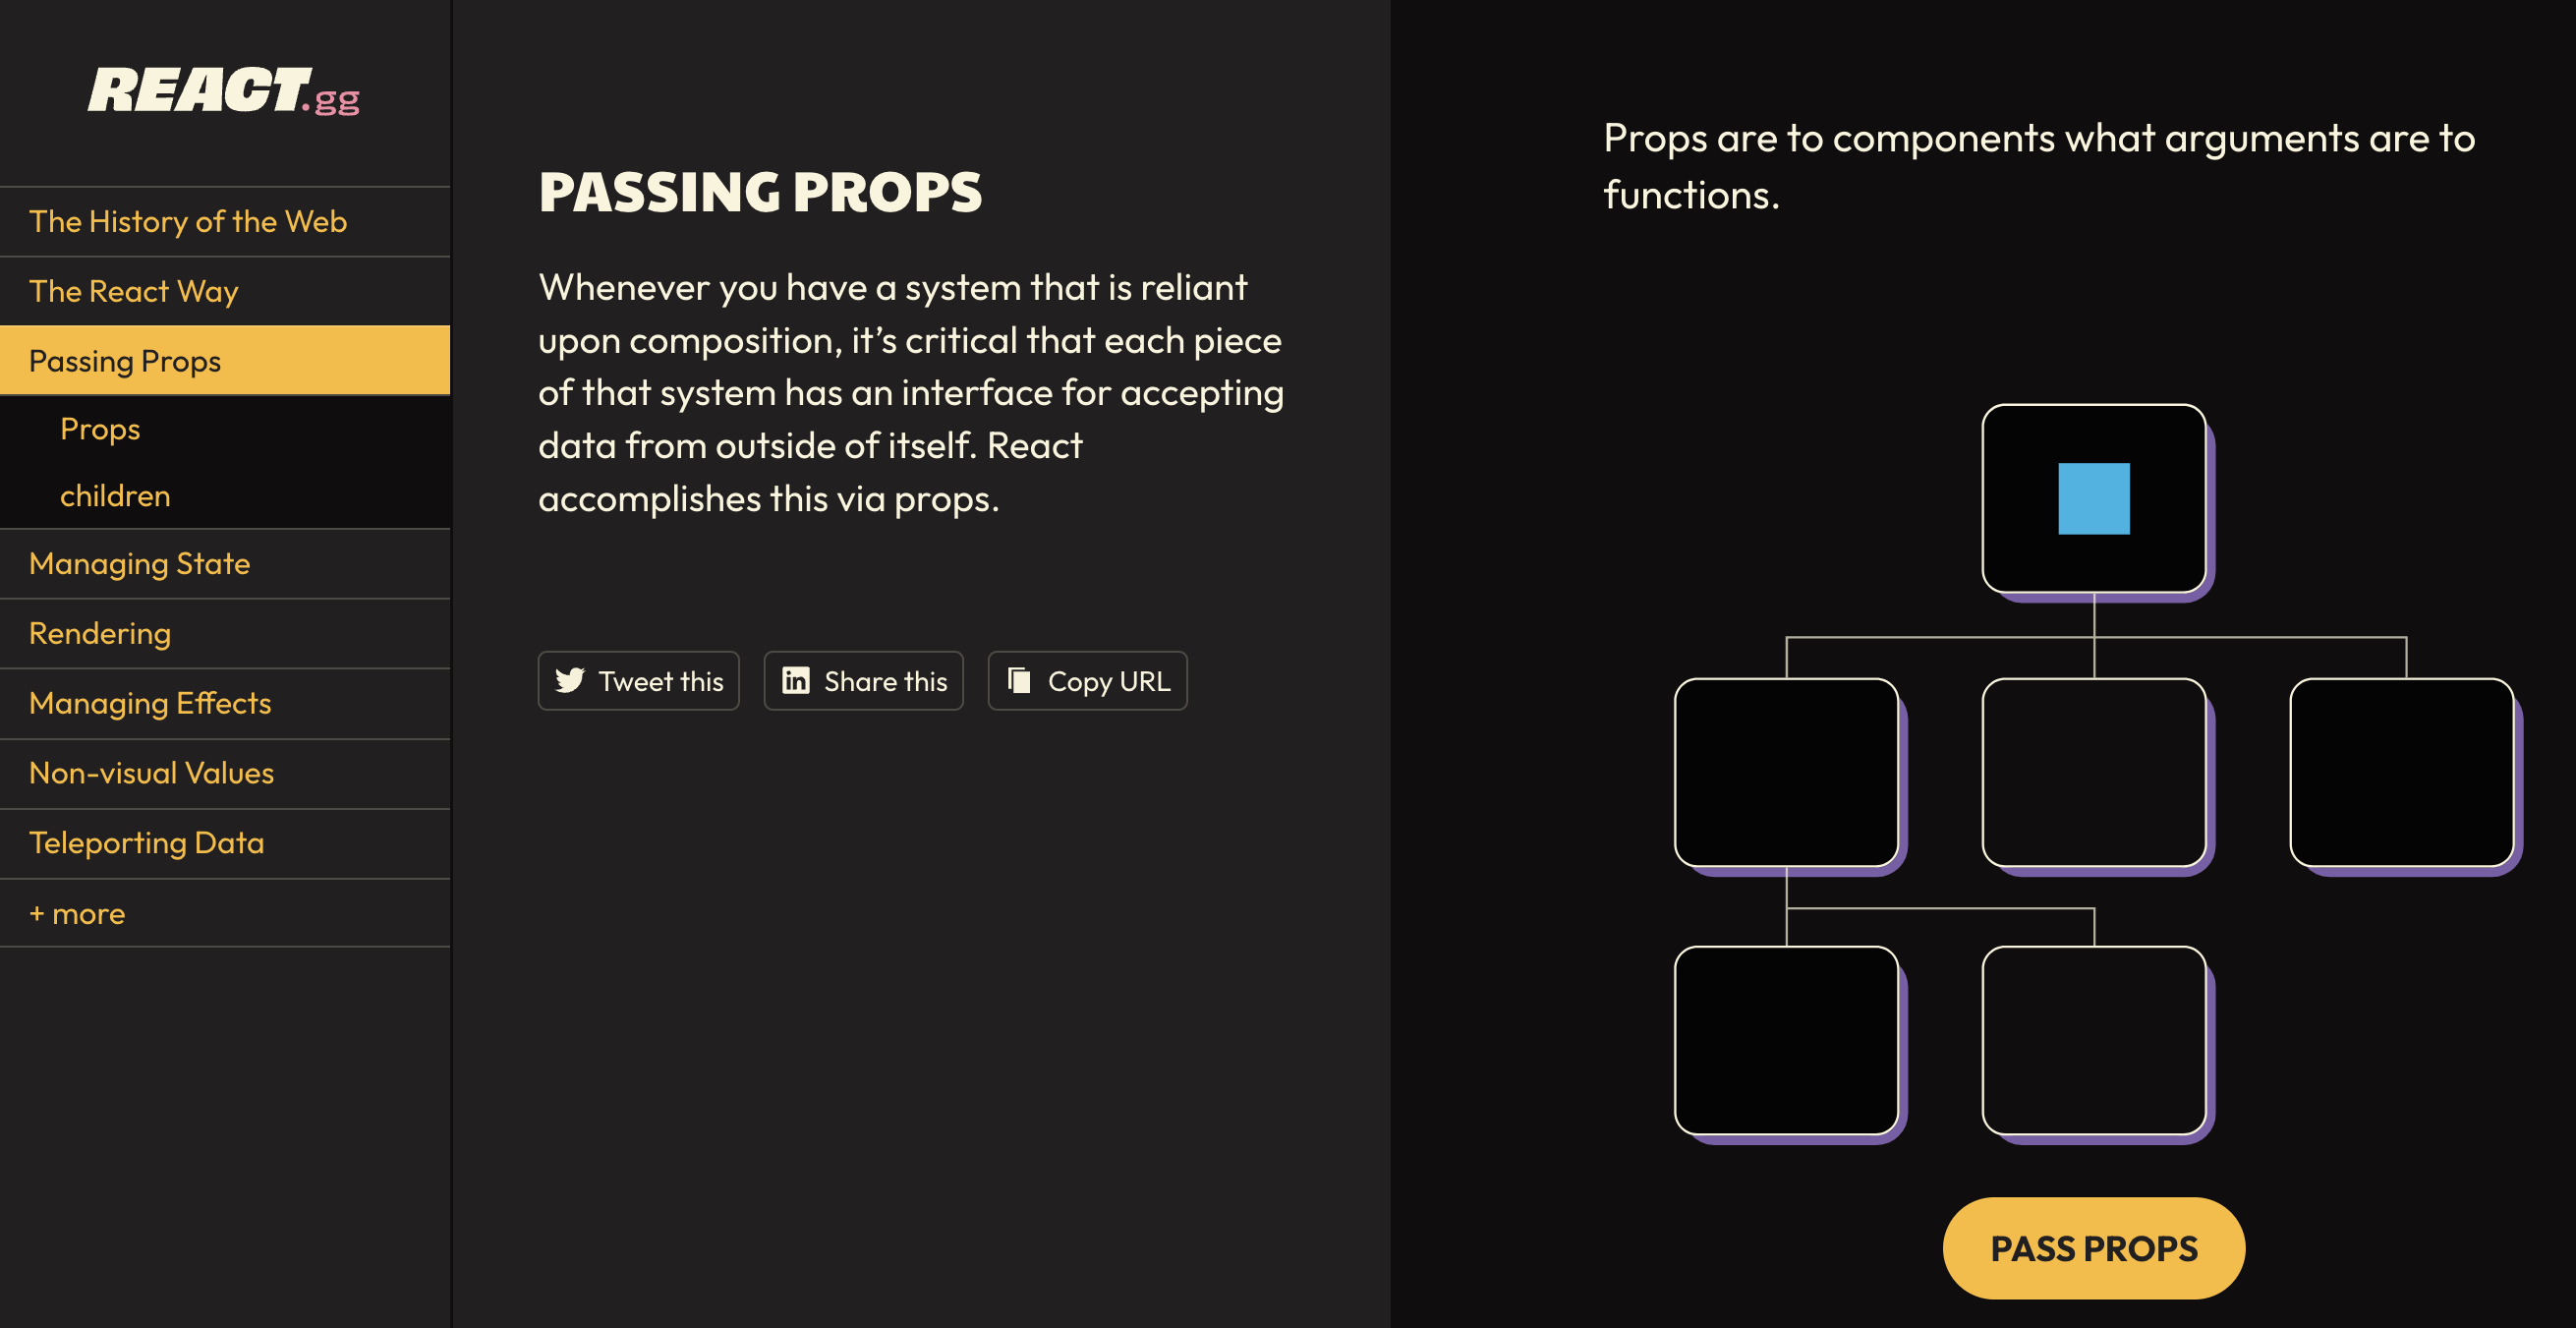 REACT.gg
The History of the Web
The React Way
Passing Props
Props
children
Managing State
Rendering
Managing Effects
Non-visual Values
Teleporting Data
+ more
PASSING PROPS
Whenever you have a system that is reliant
upon composition, it’s critical that each piece
of that system has an interface for accepting
data from outside of itself. React
accomplishes this via props.
Tweet this
Share this
Copy URL
Props are to components what arguments are to
functions.
PASS PROPS